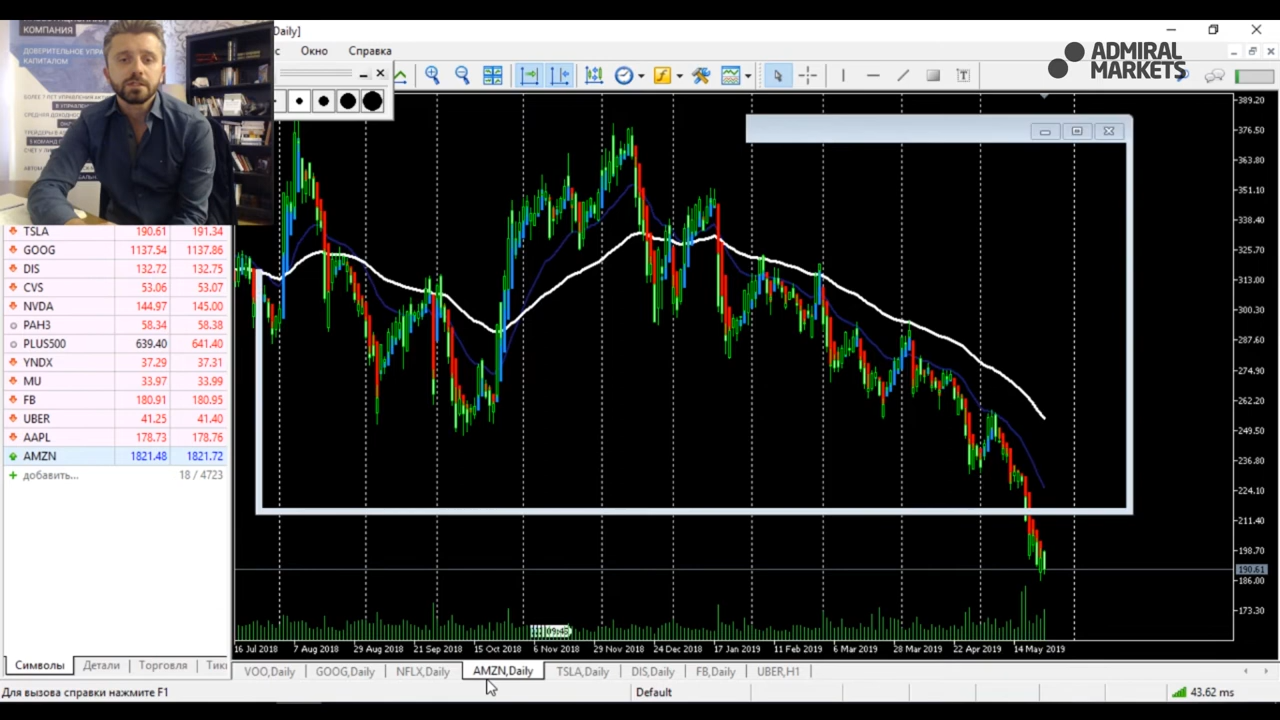 КОМПАНИЯ
ДОВЕРИТЕЛЬНОЕ УПРА
КАПИТАЛОМ
Daily]
Окно Справка
ADMIRAL
MARKETS
TSLA 190.61 191.34
GOOG 1137.54 1137.86
DIS 132.72 132.75
CVS 53.06 53.07
NVDA 144.97 145.00
PAH3 58.34 58.38
PLUS500 639.40 641.40
YNDX 37.29 37.31
MU 33.97 33.99
FB 180.91 180.95
UBER 41.25 41.40
AAPL 178.73 178.76
AMZN 1821.48 1821.72
добавить... 18 / 4723
389.20
376.50
363.80
351.10
338.40
325.70
313.00
300.30
287.60
274.90
262.20
249.50
236.80
224.10
211.40
198.70
190.61
186.00
173.30
09:45
16 Jul 2018 7 Aug 2018 29 Aug 2018 21 Sep 2018 15 Oct 2018 6 Nov 2018 29 Nov 2018 24 Dec 2018 17 Jan 2019 11 Feb 2019 6 Mar 2019 28 Mar 2019 22 Apr 2019 14 May 2019
Символы Детали Торговля Тики
VOO,Daily GOOG,Daily NFLX,Daily AMZN,Daily TSLA,Daily DIS,Daily FB,Daily UBER,H1
Для вызова справки нажмите F1 Default 43.62 ms